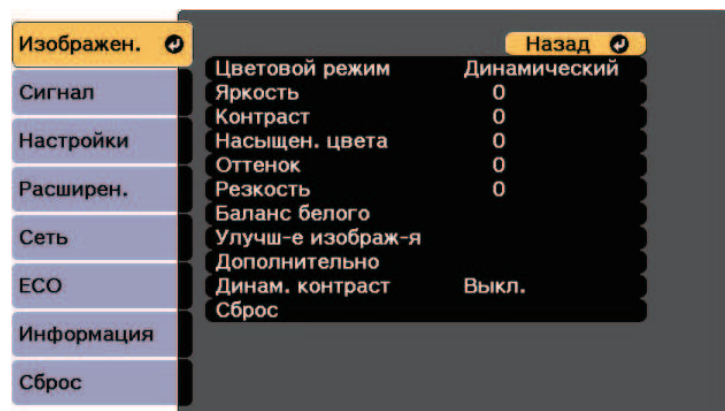 Изображен.
Сигнал
Настройки
Расширен.
Сеть
ECO
Информация
Сброс
Назад
Цветовой режим Динамический
Яркость 0
Контраст 0
Насыщен. цвета 0
Оттенок 0
Резкость 0
Баланс белого
Улучш-е изображ-я
Дополнительно
Динам. контраст Выкл.
Сброс